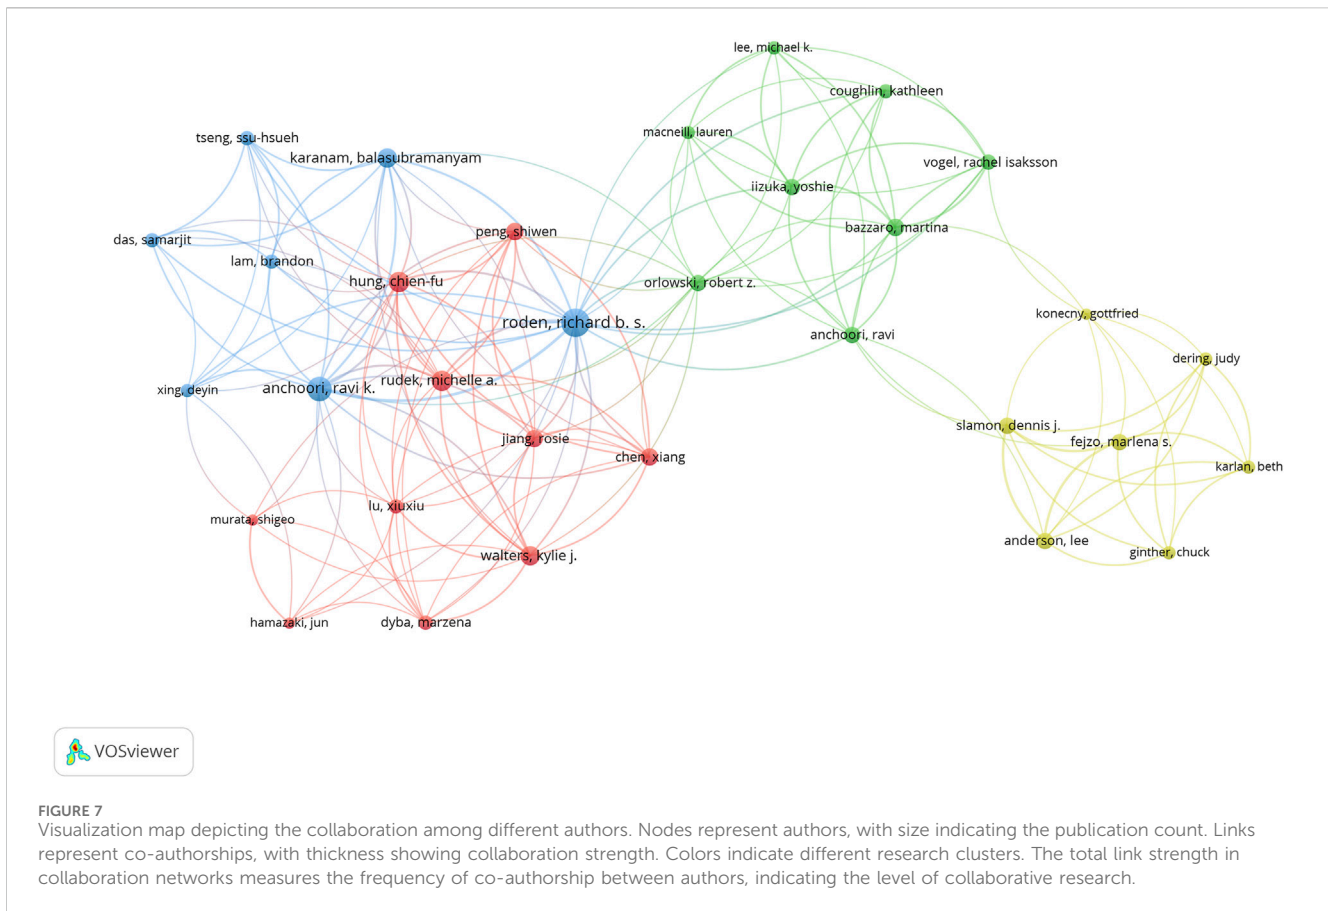 lee, michael k.
coughlin, kathleen
macneill, lauren
tseng, ssu-hsueh
karanam, balasubramanyam
vogel, rachel isaksson
iizuka, yoshie
bazzaro, martina
das, samarjit
peng, shiwen
lam, brandon
hung, chien-fu
orlowski, robert z.
konecny, gottfried
roden, richard b. s.
anchoori, ravi
dering, judy
xing, deyin
anchoori, ravi k.
rudek, michelle a.
slamon, dennis j.
fejzo, marlena s.
jiang, rosie
chen, xiang
karlan, beth
lu, xiuxiu
murata, shigeo
walters, kylie j.
anderson, lee
ginther, chuck
hamazaki, jun
dyba, marzena
VOSviewer
FIGURE 7
Visualization map depicting the collaboration among different authors. Nodes represent authors, with size indicating the publication count. Links
represent co-authorships, with thickness showing collaboration strength. Colors indicate different research clusters. The total link strength in
collaboration networks measures the frequency of co-authorship between authors, indicating the level of collaborative research.